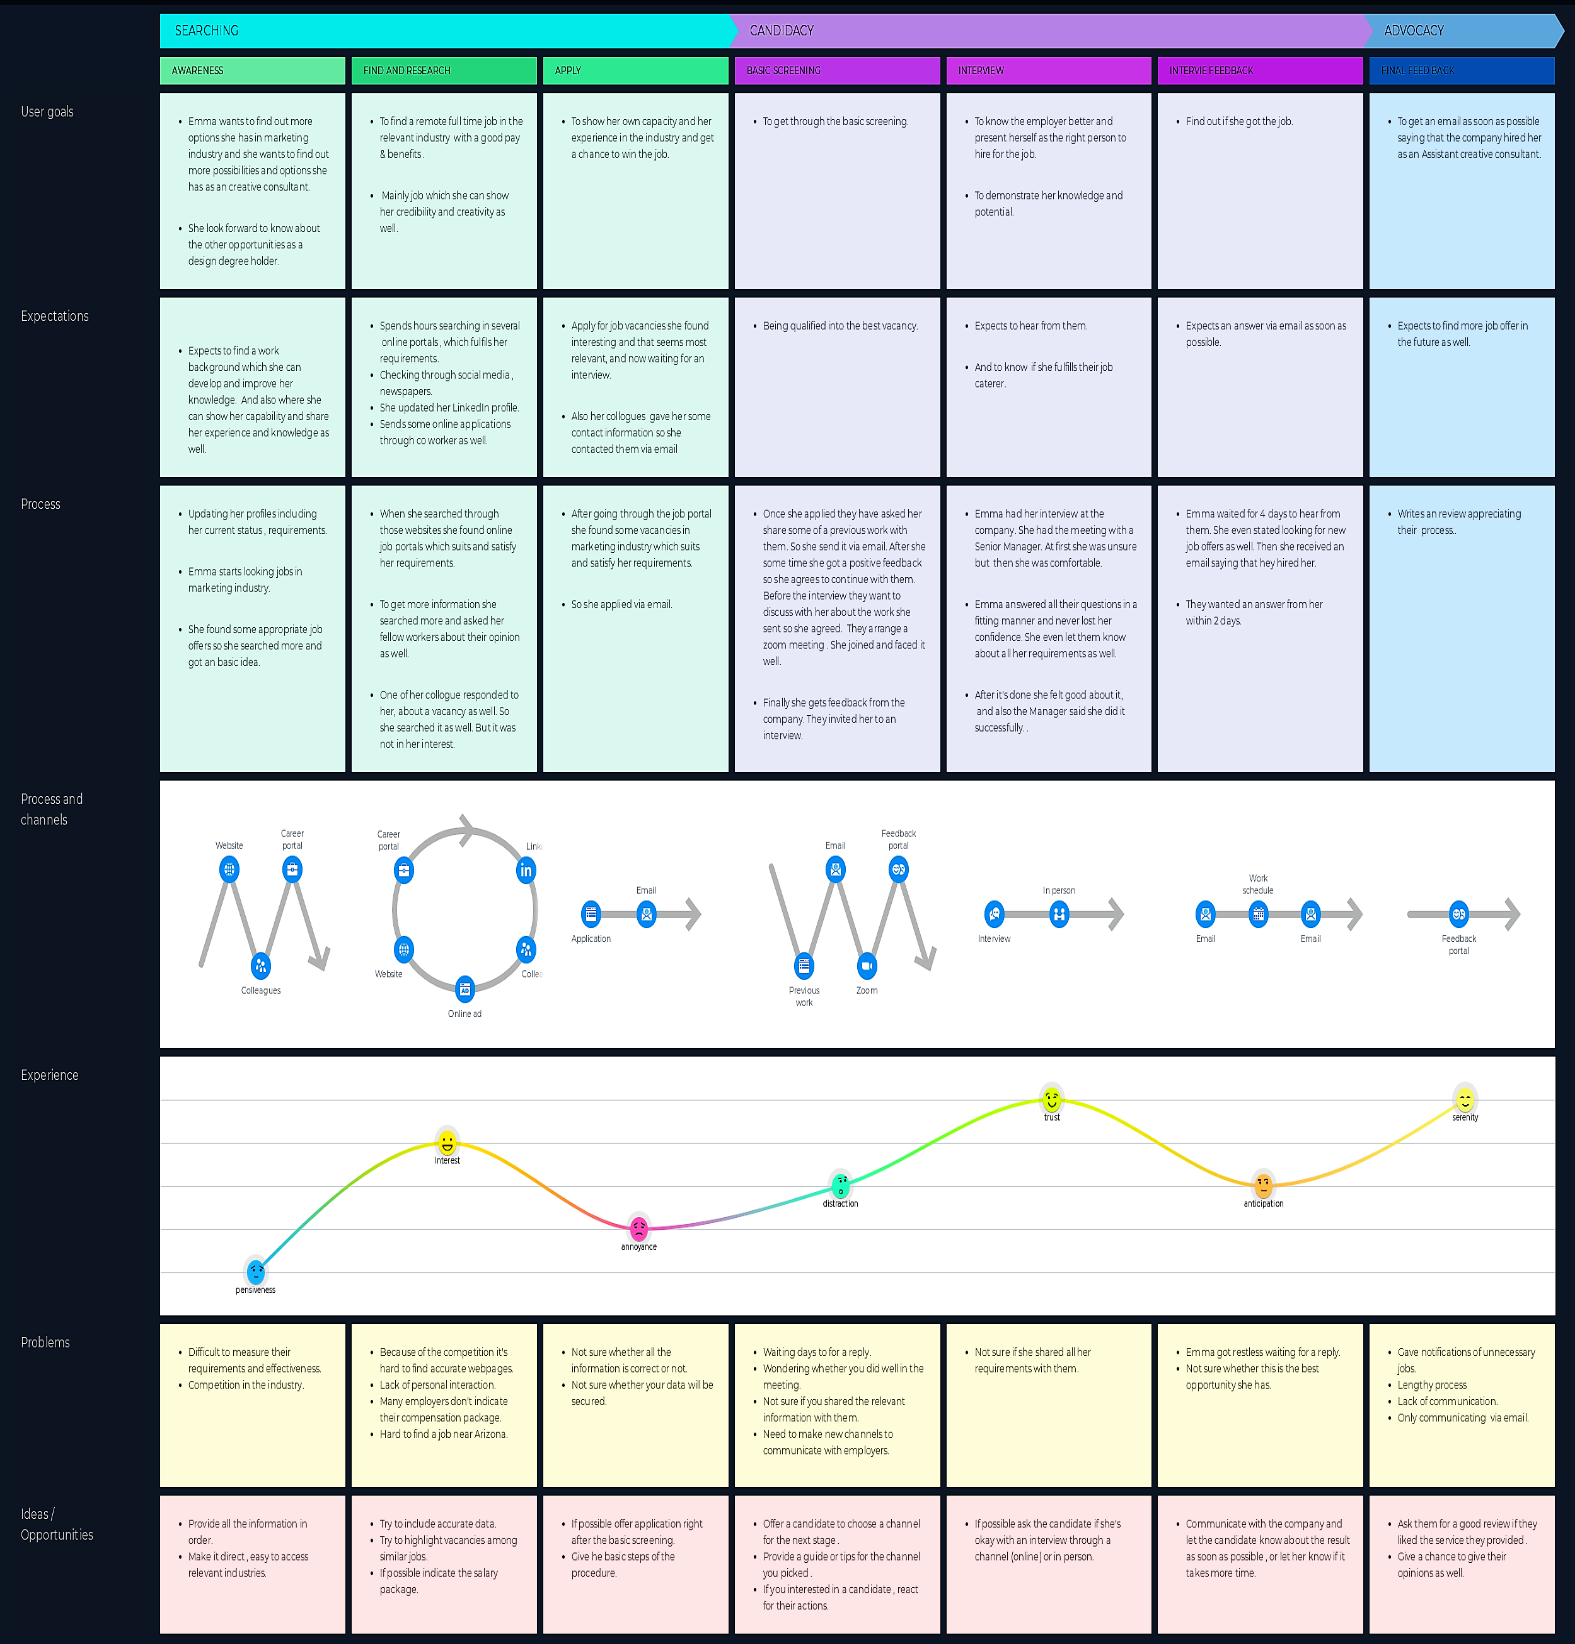 SEARCHING
CANDIDACY
ADVOCACY
AWARENESS
FIND AND RESEARCH
APPLY
BASIC SCREENING
INTERVIEW
INTERVIE FEEDBACK
FINAL FEEDBACK
User goals
• Emma wants to find out more
options she has in marketing
industry and she wants to find out
more possibilities and options she
has as an creative consultant.
• She look forward to know about
the other opportunities as a
design degree holder.
• To find a remote full time job in the
relevant industry with a good pay
& benefits .
• Mainly job which she can show
her credibility and creativity as
well.
• To show her own capacity and her
experience in the industry and get
a chance to win the job.
• To get through the basic screening.
• To know the employer better and
present herself as the right person to
hire for the job.
• To demonstrate her knowledge and
potential.
• Find out if she got the job.
• To get an email as soon as possible
saying that the company hired her
as an Assistant creative consultant.
Expectations
• Expects to find a work
background which she can
develop and improve her
knowledge. And also where she
can show her capability and share
her experience and knowledge as
well.
• Spends hours searching in several
online portals , which fulfils her
requirements.
• Checking through social media ,
newspapers.
• She updated her LinkedIn profile.
• Sends some online applications
through co worker as well.
• Apply for job vacancies she found
interesting and that seems most
relevant, and now waiting for an
interview.
• Also her collogues gave her some
contact information so she
contacted them via email
• Being qualified into the best vacancy.
• Expects to hear from them.
• And to know if she fulfills their job
caterer.
• Expects an answer via email as soon as
possible.
• Expects to find more job offer in
the future as well.
Process
• Updating her profiles including
her current status , requirements.
• Emma starts looking jobs in
marketing industry.
• She found some appropriate job
offers so she searched more and
got an basic idea.
• When she searched through
those websites she found online
job portals which suits and satisfy
her requirements.
• To get more information she
searched more and asked her
fellow workers about their opinion
as well.
• One of her collogue responded to
her, about a vacancy as well. So
she searched it as well. But it was
not in her interest.
• After going through the job portal
she found some vacancies in
marketing industry which suits
and satisfy her requirements.
• So she applied via email.
• Once she applied they have asked her
share some of a previous work with
them. So she send it via email. After she
some time she got a positive feedback
so she agrees to continue with them.
Before the interview they want to
discuss with her about the work she
sent so she agreed. They arrange a
zoom meeting . She joined and faced it
well.
• Finally she gets feedback from the
company. They invited her to an
interview.
• Emma had her interview at the
company. She had the meeting with a
Senior Manager. At first she was unsure
but then she was comfortable.
• Emma answered all their questions in a
fitting manner and never lost her
confidence. She even let them know
about all her requirements as well.
• After it's done she felt good about it,
and also the Manager said she did it
successfully. .
• Emma waited for 4 days to hear from
them. She even stated looking for new
job offers as well. Then she received an
email saying that hey hired her.
• They wanted an answer from her
within 2 days.
• Writes an review appreciating
their process..
Process and
channels
Website
Career
portal
Colleagues
Career
portal
Link
Website
Collea
Online ad
Application
Email
Email
Feedback
portal
Previous
work
Zoom
Interview
In person
Email
Work
schedule
Email
Feedback
portal
Experience
pensiveness
Interest
annoyance
distraction
trust
anticipation
serenity
Problems
• Difficult to measure their
requirements and effectiveness.
• Competition in the industry.
• Because of the competition it's
hard to find accurate webpages.
• Lack of personal interaction.
• Many employers don't indicate
their compensation package.
• Hard to find a job near Arizona.
• Not sure whether all the
information is correct or not.
• Not sure whether your data will be
secured.
• Waiting days to for a reply.
• Wondering whether you did well in the
meeting.
• Not sure if you shared the relevant
information with them.
• Need to make new channels to
communicate with employers.
• Not sure if she shared all her
requirements with them.
• Emma got restless waiting for a reply.
• Not sure whether this is the best
opportunity she has.
• Gave notifications of unnecessary
jobs.
• Lengthy process
• Lack of communication.
• Only communicating via email.
Ideas /
Opportunities
• Provide all the information in
order.
• Make it direct , easy to access
relevant industries.
• Try to include accurate data.
• Try to highlight vacancies among
similar jobs.
• If possible indicate the salary
package.
• If possible offer application right
after the basic screening.
• Give he basic steps of the
procedure.
• Offer a candidate to choose a channel
for the next stage .
• Provide a guide or tips for the channel
you picked .
• If you interested in a candidate , react
for their actions.
• If possible ask the candidate if she's
okay with an interview through a
channel (online) or in person.
• Communicate with the company and
let the candidate know about the result
as soon as possible , or let her know if it
takes more time.
• Ask them for a good review if they
liked the service they provided .
• Give a chance to give their
opinions as well.